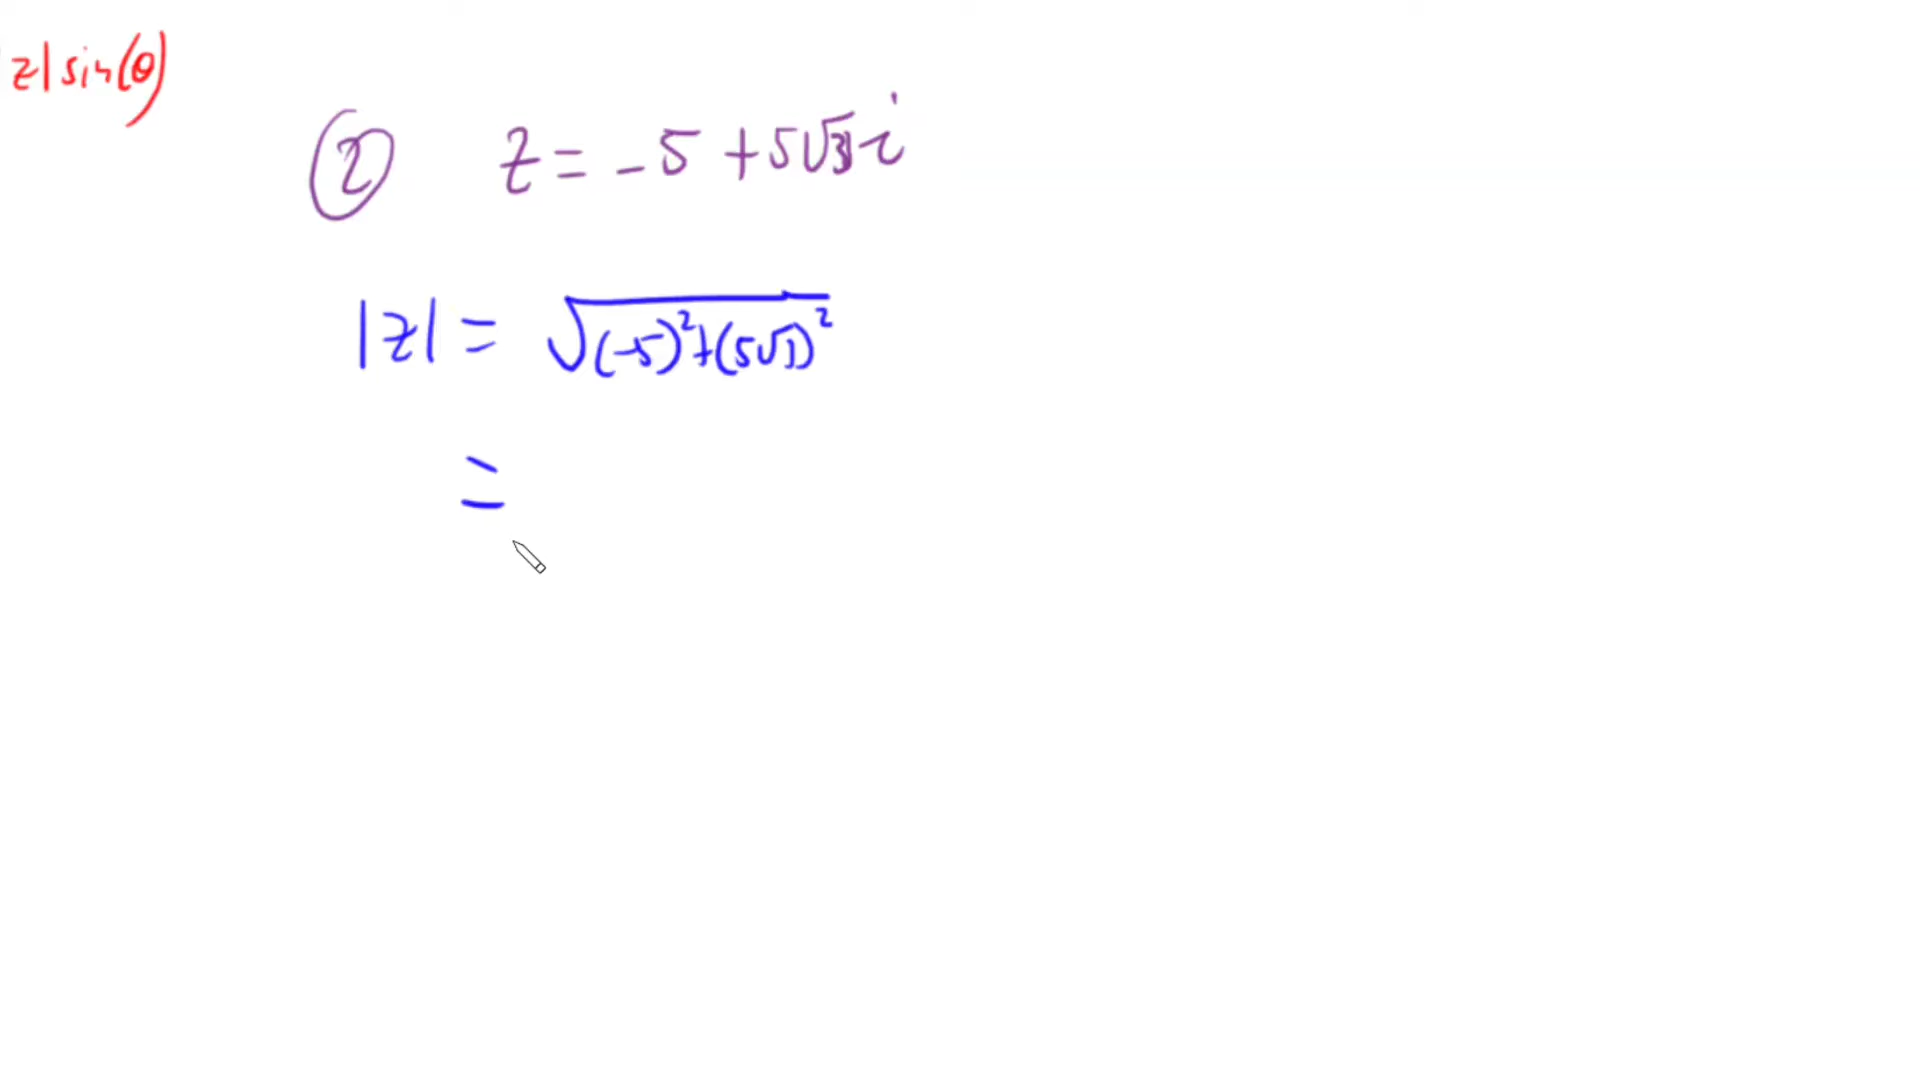 z| sin(θ)
② z = -5 + 5√3 i
|z| = √((-5)²+(5√3)²)
=